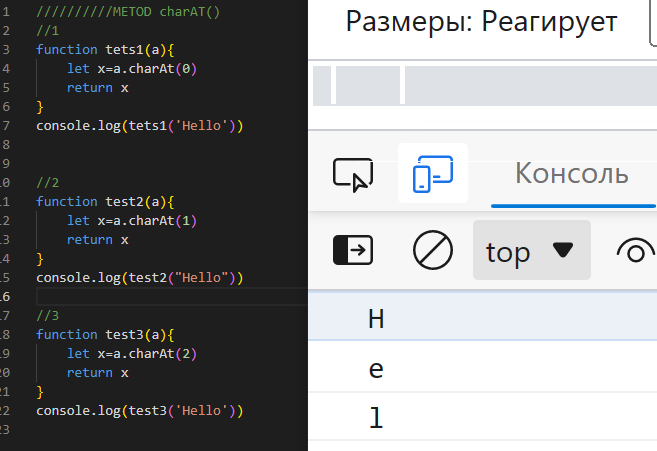 1 //////////METOD charAT()
2 //1
3 function tets1(a){
4 let x=a.charAt(0)
5 return x
6 }
7 console.log(tets1('Hello'))
8
9
10 //2
11 function test2(a){
12 let x=a.charAt(1)
13 return x
14 }
15 console.log(test2("Hello"))
16
17 //3
18 function test3(a){
19 let x=a.charAt(2)
20 return x
21 }
22 console.log(test3('Hello'))
23
Размеры: Реагирует
Консоль
top
H
e
l